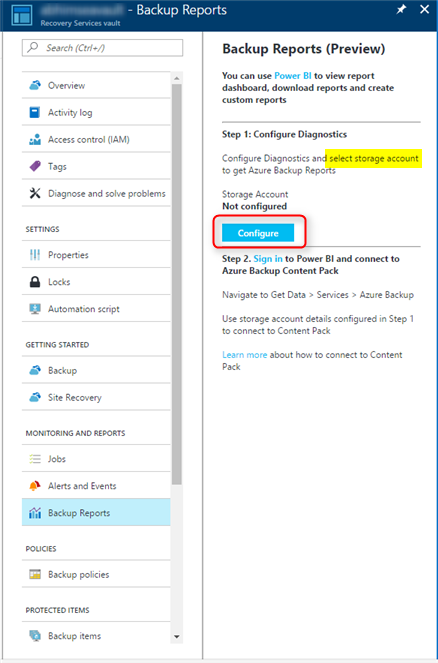 - Backup Reports
Recovery Services vault
Search (Ctrl+/)
Overview
Activity log
Access control (IAM)
Tags
Diagnose and solve problems
SETTINGS
Properties
Locks
Automation script
GETTING STARTED
Backup
Site Recovery
MONITORING AND REPORTS
Jobs
Alerts and Events
Backup Reports
POLICIES
Backup policies
PROTECTED ITEMS
Backup items
Backup Reports (Preview)
You can use Power BI to view report
dashboard, download reports and create
custom reports
Step 1: Configure Diagnostics
Configure Diagnostics and select storage account
to get Azure Backup Reports
Storage Account
Not configured
Configure
Step 2. Sign in to Power BI and connect to
Azure Backup Content Pack
Navigate to Get Data > Services > Azure Backup
Use storage account details configured in Step 1
to connect to Content Pack
Learn more about how to connect to Content
Pack